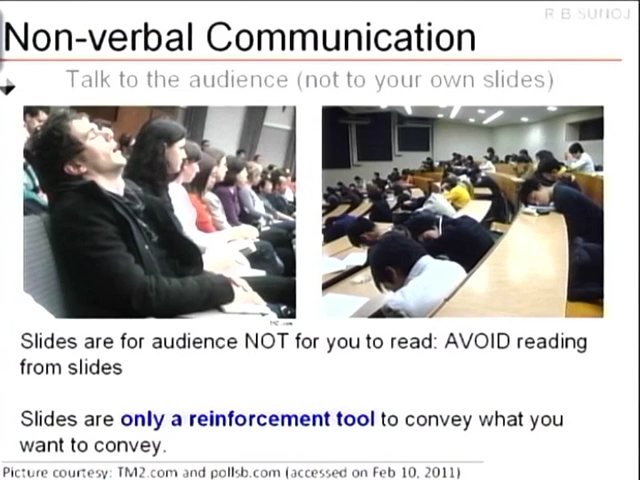 R B SUNOJ
Non-verbal Communication
Talk to the audience (not to your own slides)
TM2.com
Slides are for audience NOT for you to read: AVOID reading
from slides
Slides are only a reinforcement tool to convey what you
want to convey.
Picture courtesy: TM2.com and pollsb.com (accessed on Feb 10, 2011)